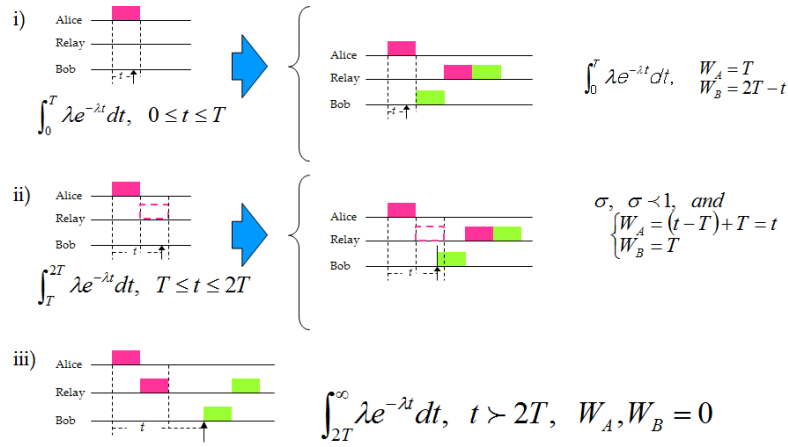 i)
Alice
Relay
Bob
t
∫₀ᵀ λe^{-λt} dt, 0 ≤ t ≤ T
Alice
Relay
Bob
t
∫₀ᵀ λe^{-λt} dt, W_A = T
W_B = 2T − t
ii)
Alice
Relay
Bob
t
∫_T^{2T} λe^{-λt} dt, T ≤ t ≤ 2T
Alice
Relay
Bob
t
σ, σ ≺ 1, and
{W_A = (t − T) + T = t
W_B = T
iii)
Alice
Relay
Bob
t
∫_{2T}^∞ λe^{-λt} dt, t ≻ 2T, W_A, W_B = 0